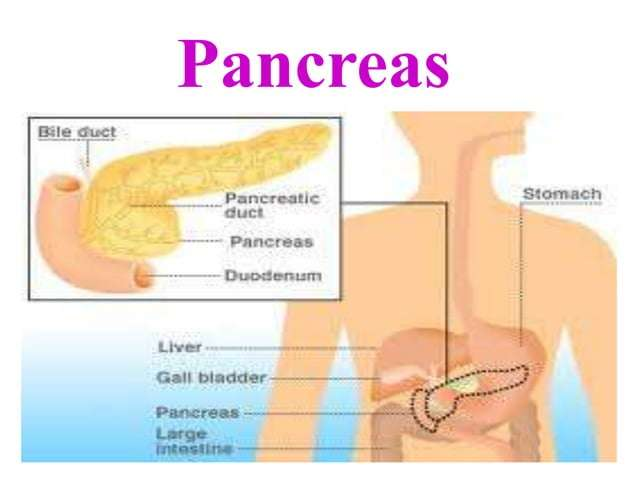 Pancreas
Bile duct
Pancreatic
duct
Pancreas
Duodenum
Stomach
Liver
Gall bladder
Pancreas
Large
intestine